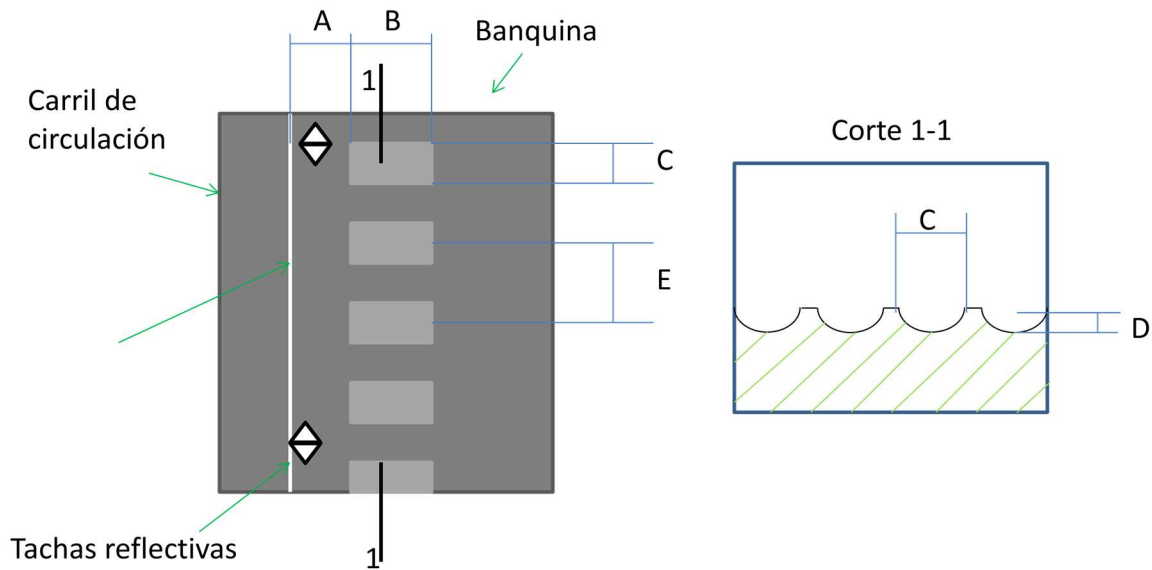 A
B
Banquina
1
Carril de
circulación
C
E
Tachas reflectivas
1
Corte 1-1
C
D